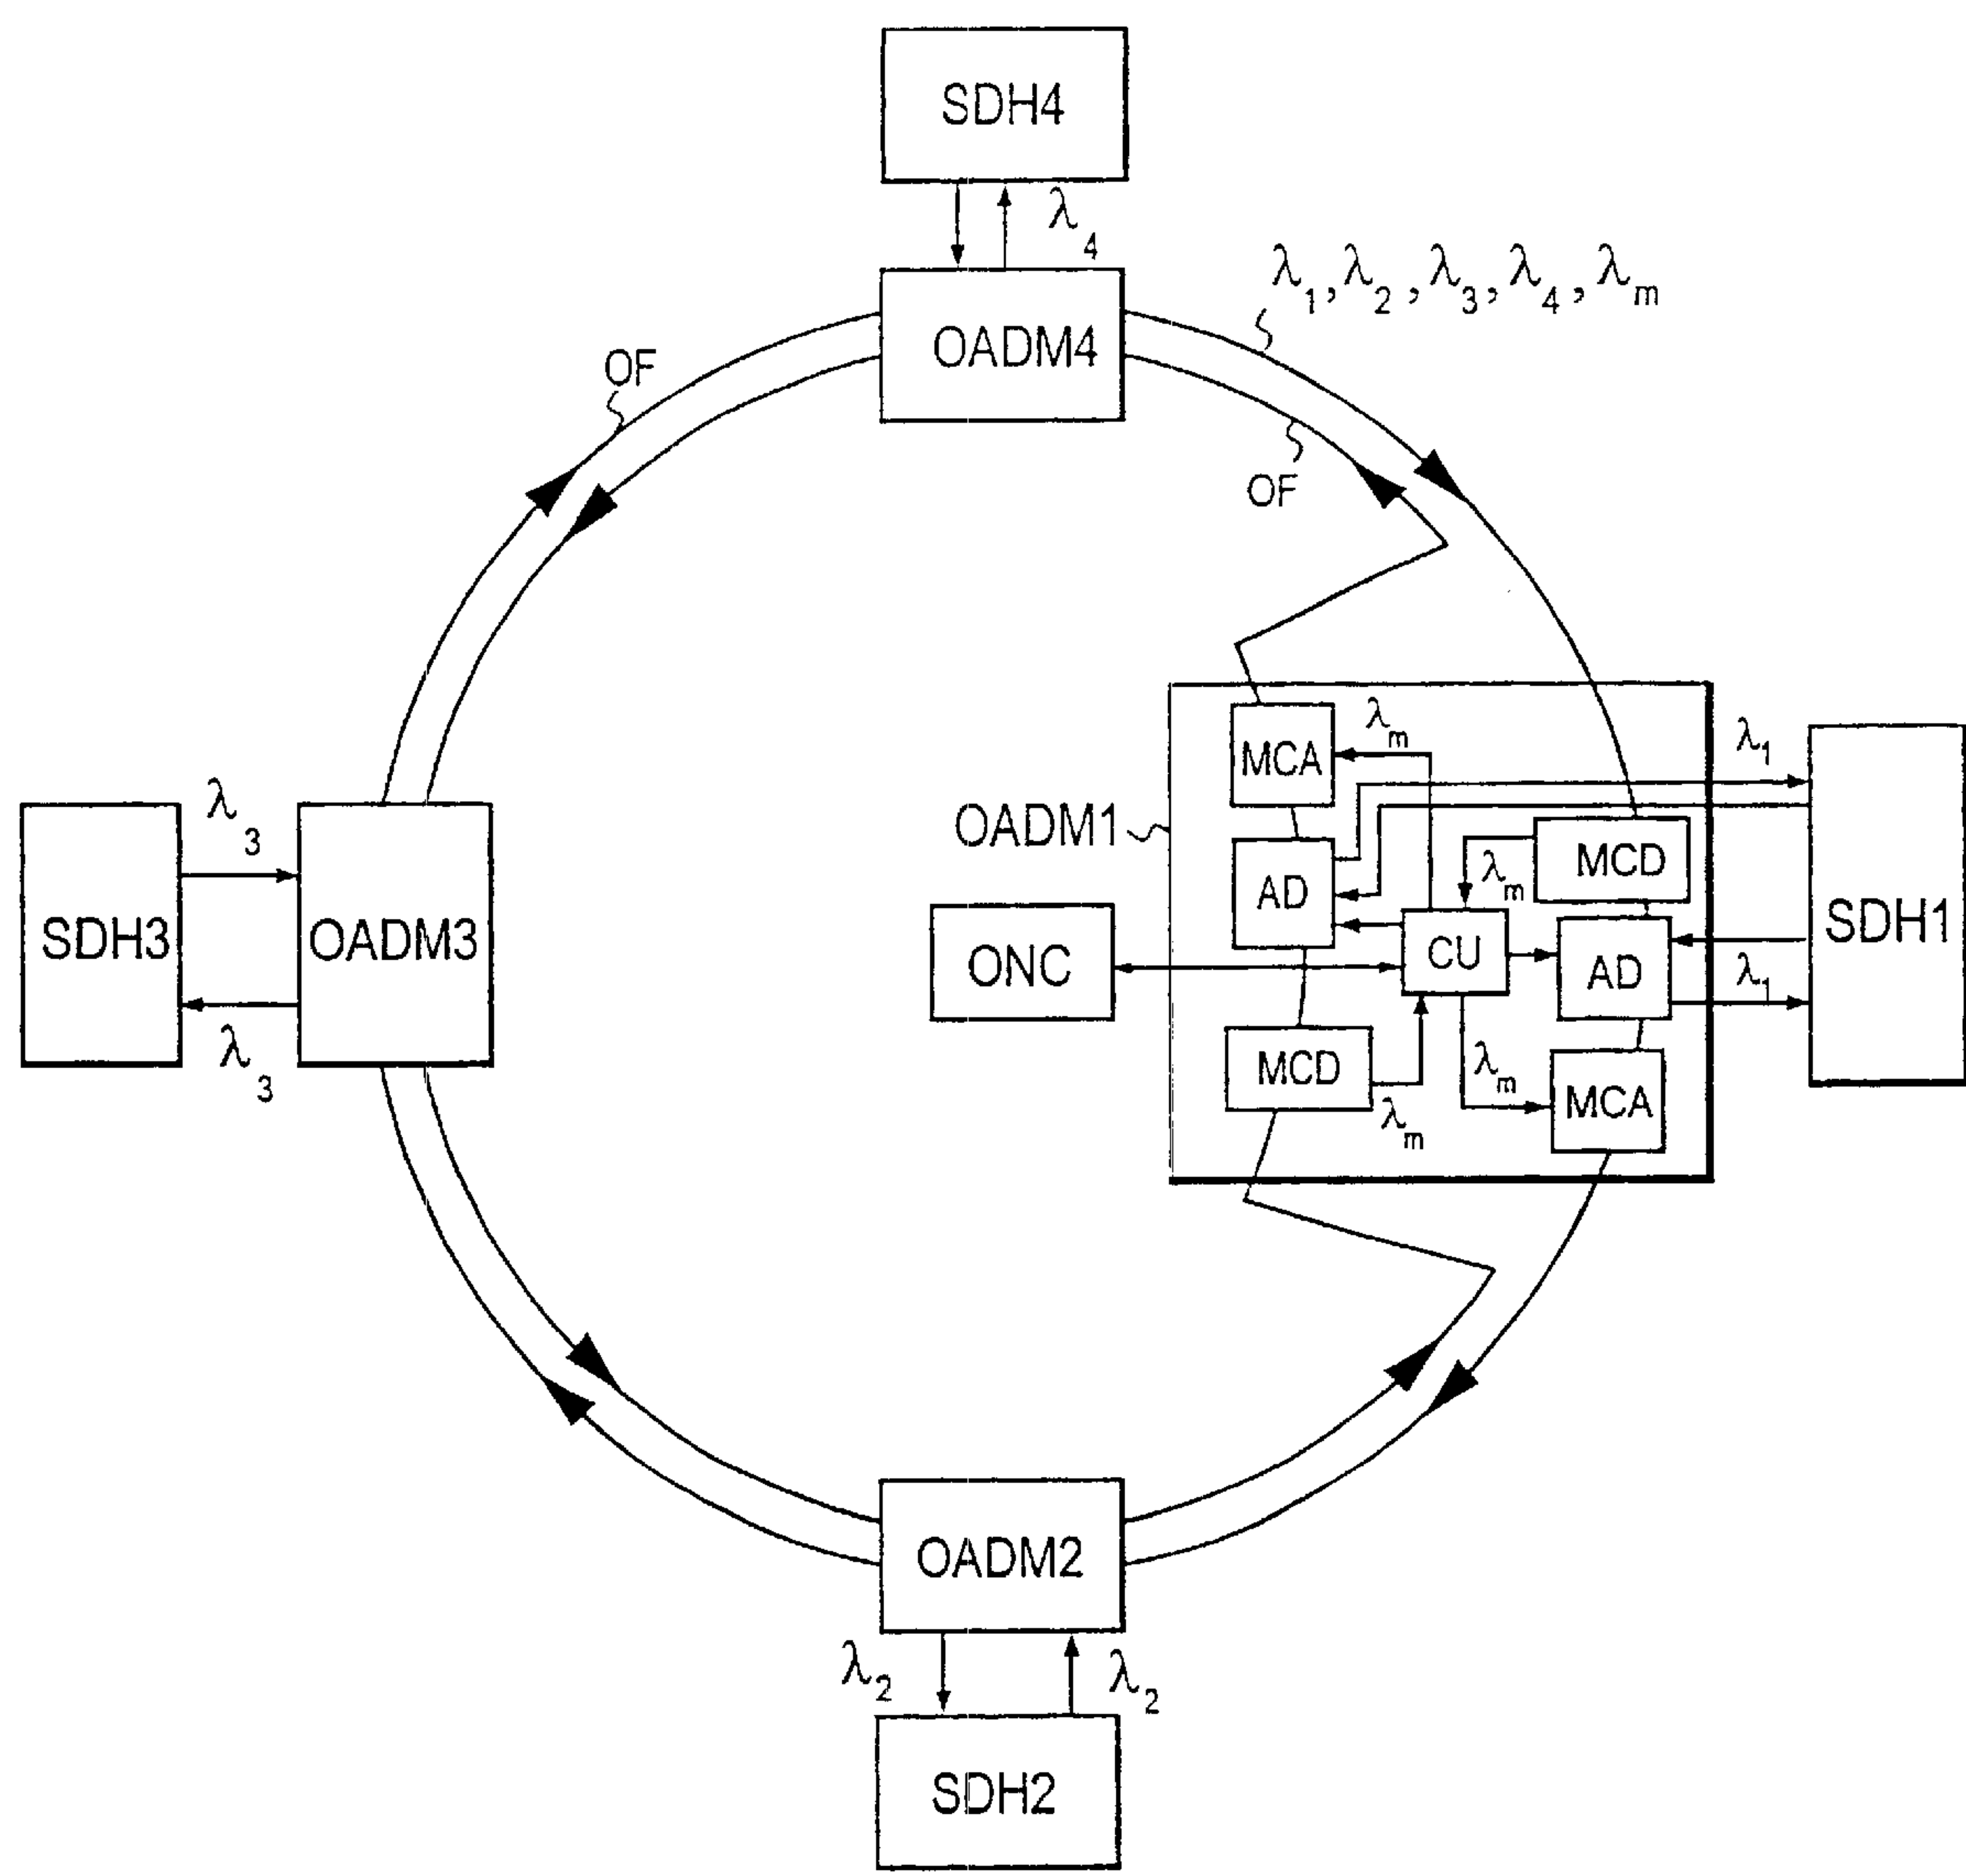 SDH4
λ4
λ1, λ2, λ3, λ4, λm
OADM4
OF
OF
λm
λ1
MCA
λ3
OADM1
MCD
λm
AD
SDH1
SDH3
OADM3
ONC
CU
AD
λ1
λ3
MCD
λm
MCA
λm
OADM2
λ2
λ2
SDH2